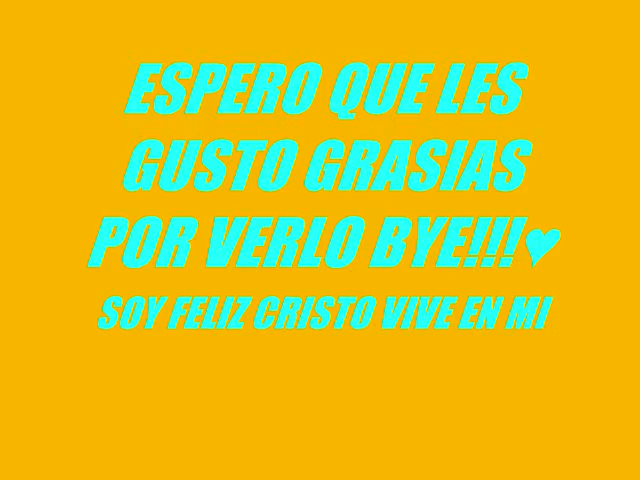 ESPERO QUE LES
GUSTO GRASIAS
POR VERLO BYE!!!♥
SOY FELIZ CRISTO VIVE EN MI